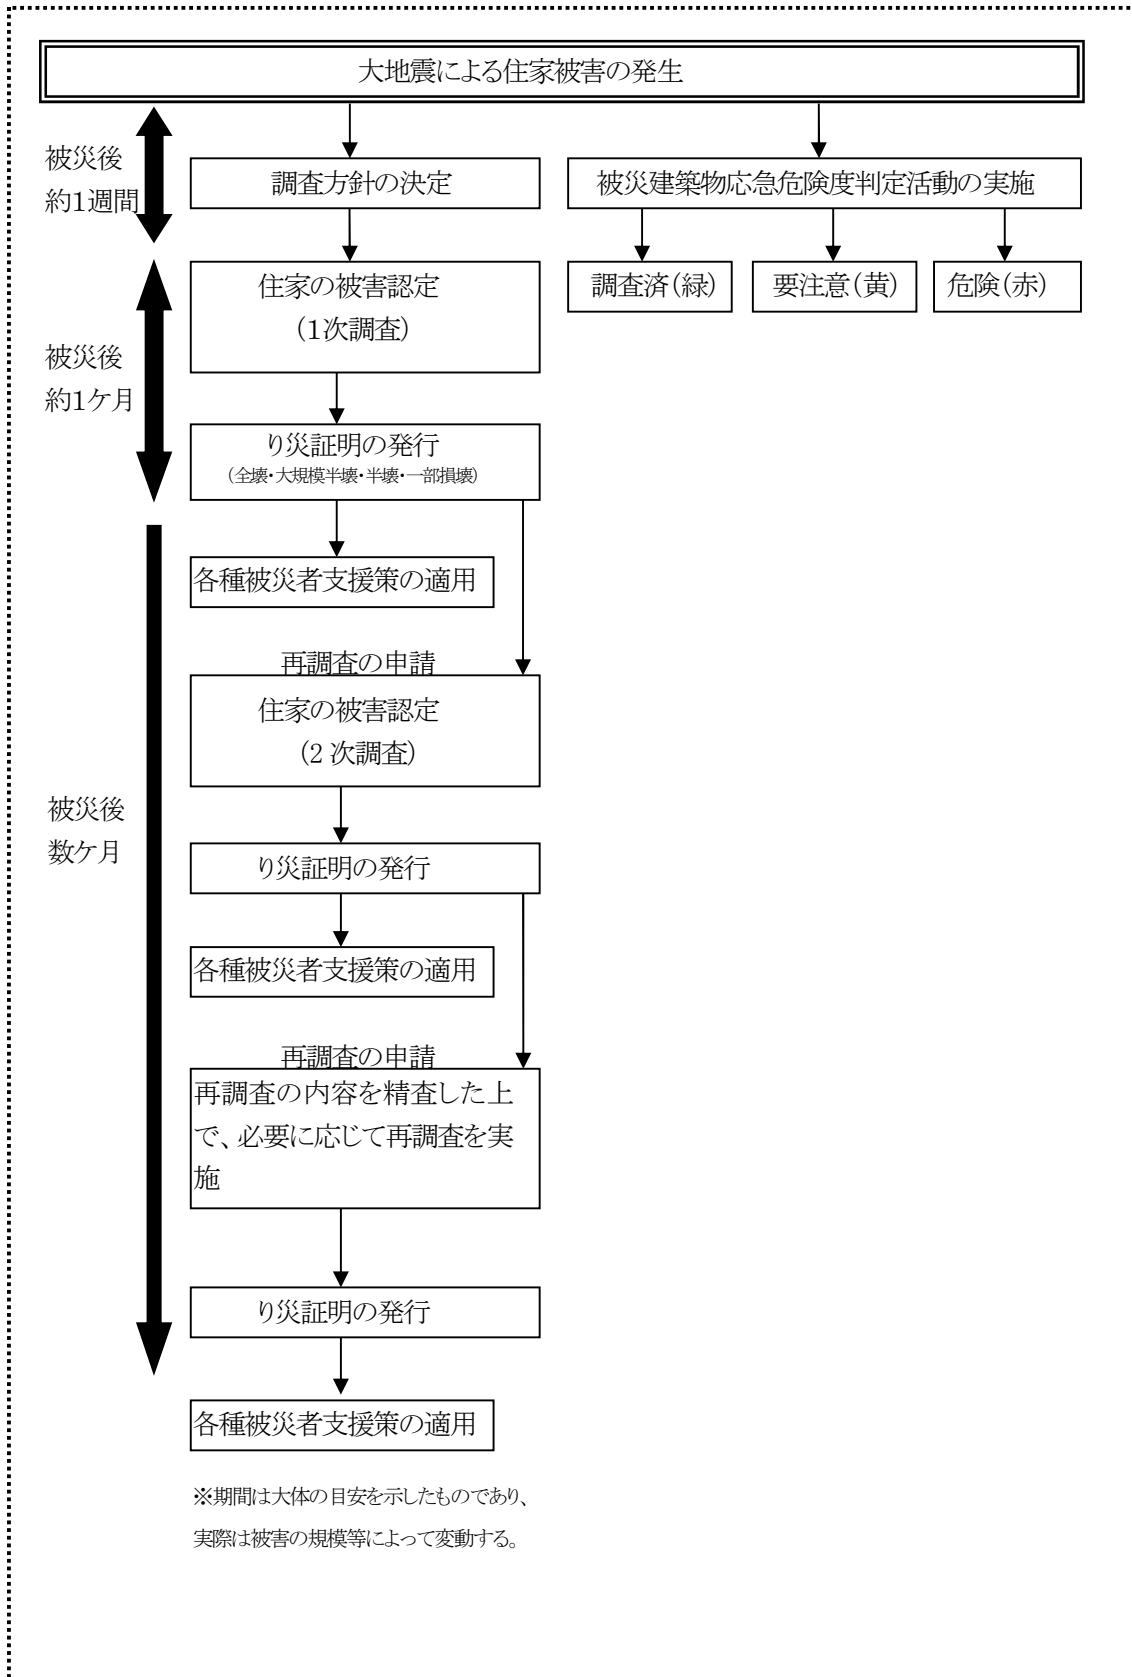 大地震による住家被害の発生
被災後
約1週間
調査方針の決定
被災建築物応急危険度判定活動の実施
調査済(緑)
要注意(黄)
危険(赤)
被災後
約1ケ月
住家の被害認定
(1次調査)
り災証明の発行
(全壊・大規模半壊・半壊・一部損壊)
各種被災者支援策の適用
再調査の申請
住家の被害認定
(2次調査)
被災後
数ケ月
り災証明の発行
各種被災者支援策の適用
再調査の申請
再調査の内容を精査した上
で、必要に応じて再調査を実
施
り災証明の発行
各種被災者支援策の適用
※期間は大体の目安を示したものであり、
実際は被害の規模等によって変動する。